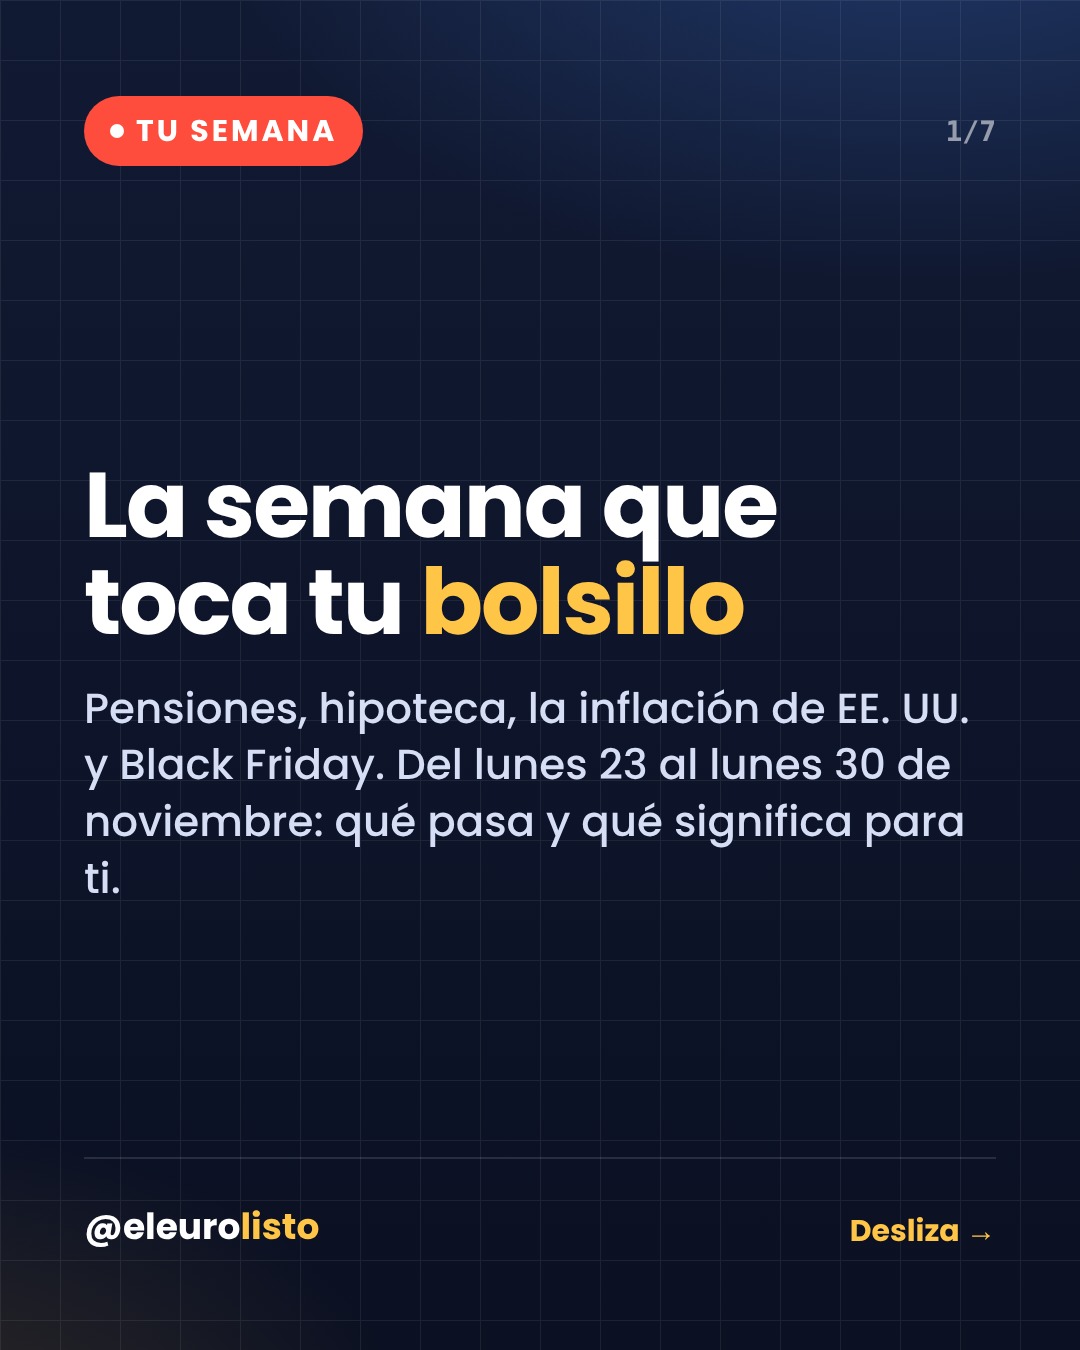 TU SEMANA
1/7
La semana que
toca tu bolsillo
Pensiones, hipoteca, la inflación de EE. UU.
y Black Friday. Del lunes 23 al lunes 30 de
noviembre: qué pasa y qué significa para
ti.
@eleurolisto
Desliza →